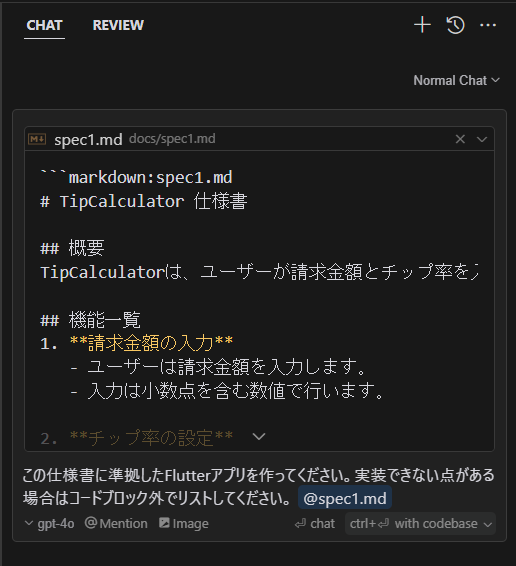 CHAT REVIEW
Normal Chat
spec1.md docs/spec1.md
```markdown:spec1.md
# TipCalculator 仕様書
## 概要
TipCalculatorは、ユーザーが請求金額とチップ率を
## 機能一覧
1. **請求金額の入力**
- ユーザーは請求金額を入力します。
- 入力は小数点を含む数値で行います。
2. **チップ率の設定**
この仕様書に準拠したFlutterアプリを作ってください。実装できない点がある
場合はコードブロック外でリストしてください。 @spec1.md
gpt-4o @Mention Image ⏎ chat ctrl+⏎ with codebase